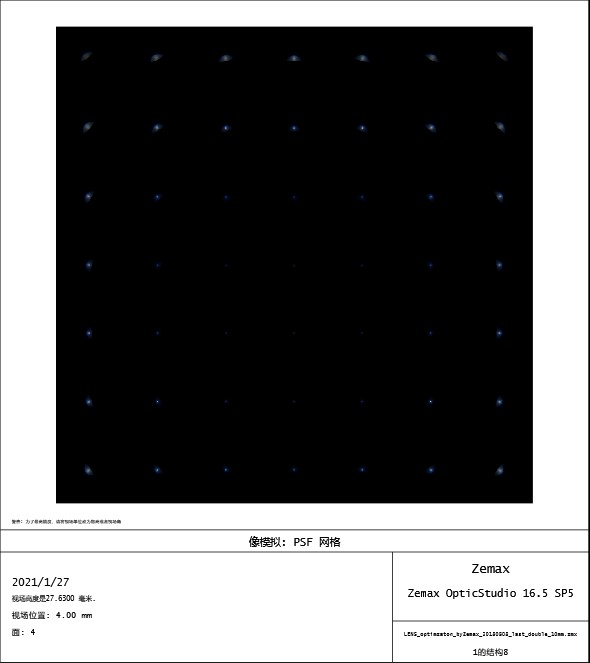 像模拟: PSF 网格
2021/1/27
视场高度是27.6300 毫米.
视场位置: 4.00 mm
面: 4
Zemax
Zemax OpticStudio 16.5 SP5
1的结构8